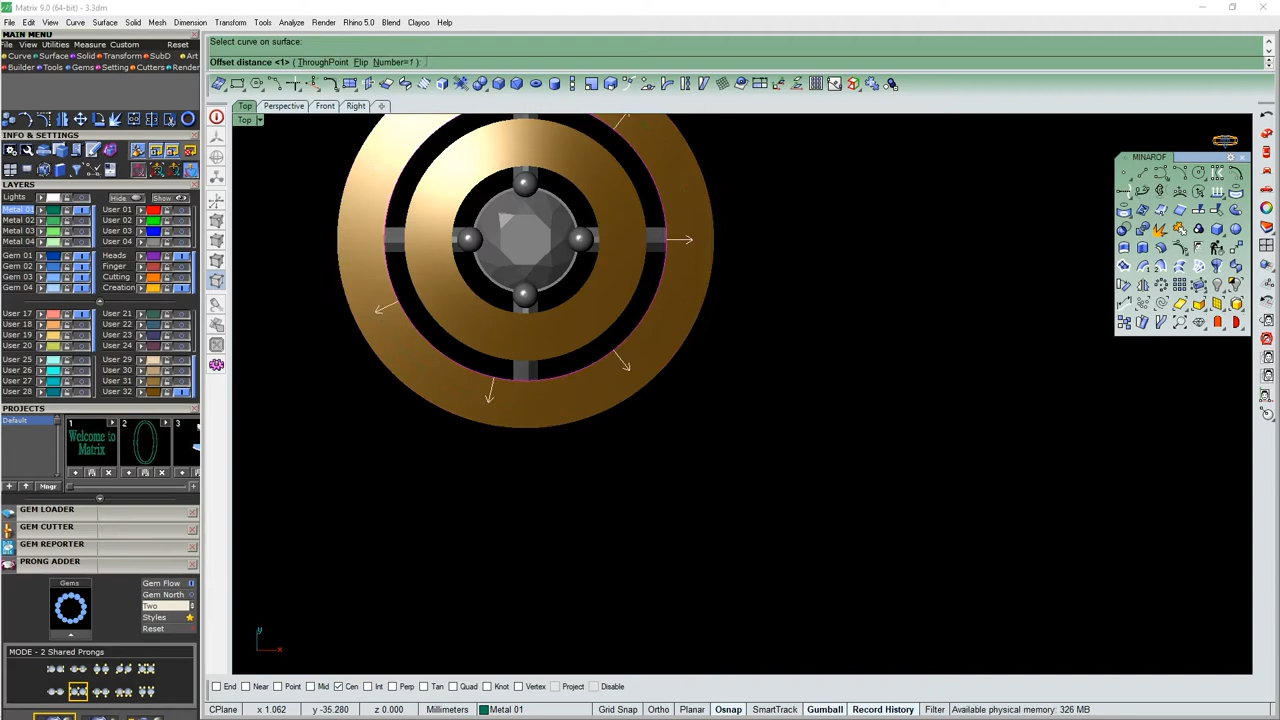 Matrix 9.0 (64-bit) - 3.3dm
File Edit View Curve Surface Solid Mesh Dimension Transform Tools Analyze Render Rhino 5.0 Blend Clayoo Help
MAIN MENU
File View Utilities Measure Custom Reset
Curve Surface Solid Transform SubD Art
Builder Tools Gems Setting Cutters Render
Select curve on surface:
Offset distance <1> ( ThroughPoint Flip Number=f ):
Top Perspective Front Right
Top
INFO & SETTINGS
LAYERS
Lights Hide Show
Metal 01 User 01
Metal 02 User 02
Metal 03 User 03
Metal 04 User 04
Gem 01 Heads
Gem 02 Finger
Gem 03 Cutting
Gem 04 Creation
User 17 User 21
User 18 User 22
User 19 User 23
User 20 User 24
User 25 User 29
User 26 User 30
User 27 User 31
User 28 User 32
PROJECTS
Default
1 2 3
Welcome to Matrix
Mngr
GEM LOADER
GEM CUTTER
GEM REPORTER
PRONG ADDER
Gems
Gem Flow
Gem North
Two
Styles
Reset
MODE - 2 Shared Prongs
MINAROF
y
x
End Near Point Mid Cen Int Perp Tan Quad Knot Vertex Project Disable
CPlane x 1.062 y -35.280 z 0.000 Millimeters Metal 01 Grid Snap Ortho Planar Osnap SmartTrack Gumball Record History Filter Available physical memory: 326 MB